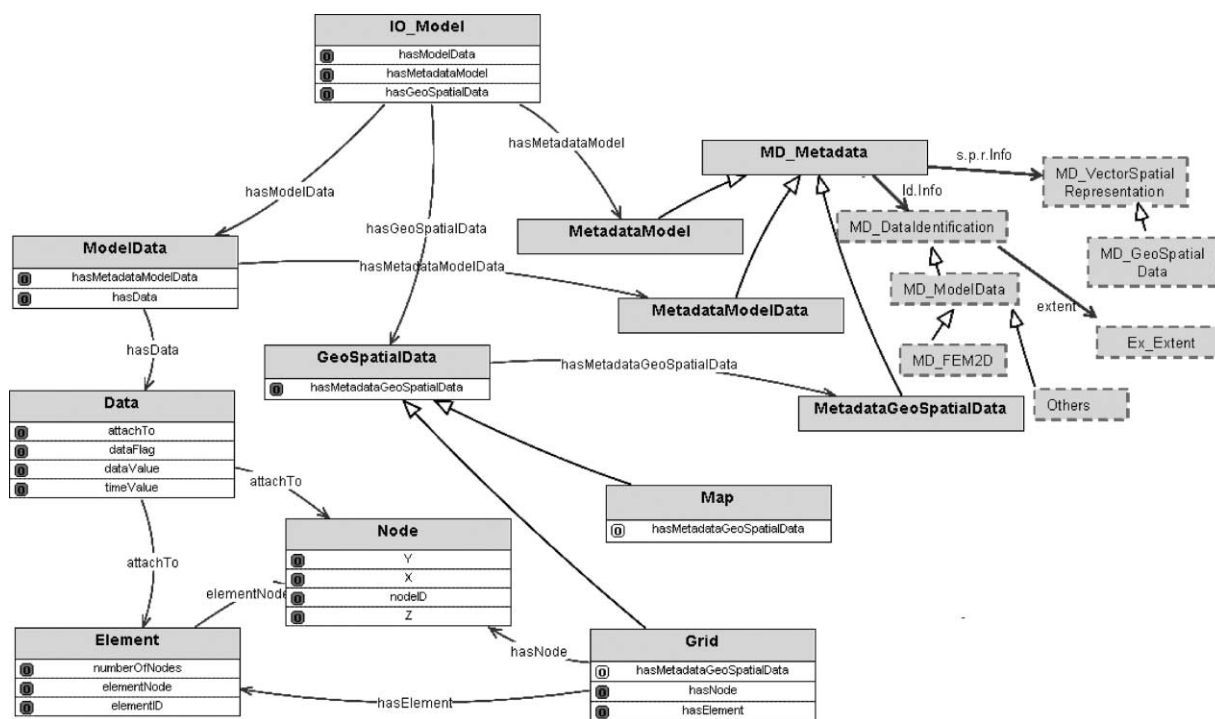 IO_Model
hasModelData
hasMetadataModel
hasGeoSpatialData
hasMetadataModel
hasModelData
hasGeoSpatialData
MD_Metadata
s.p.r.Info
Id.Info
MD_VectorSpatial
Representation
MD_GeoSpatial
Data
MD_DataIdentification
MD_ModelData
extent
MD_FEM2D
Ex_Extent
Others
MetadataModel
ModelData
hasMetadataModelData
hasData
hasMetadataModelData
MetadataModelData
hasData
GeoSpatialData
hasMetadataGeoSpatialData
hasMetadataGeoSpatialData
MetadataGeoSpatialData
Data
attachTo
dataFlag
dataValue
timeValue
attachTo
attachTo
Map
hasMetadataGeoSpatialData
Node
Y
X
nodeID
Z
elementNode
Element
numberOfNodes
elementNode
elementID
hasNode
hasElement
Grid
hasMetadataGeoSpatialData
hasNode
hasElement